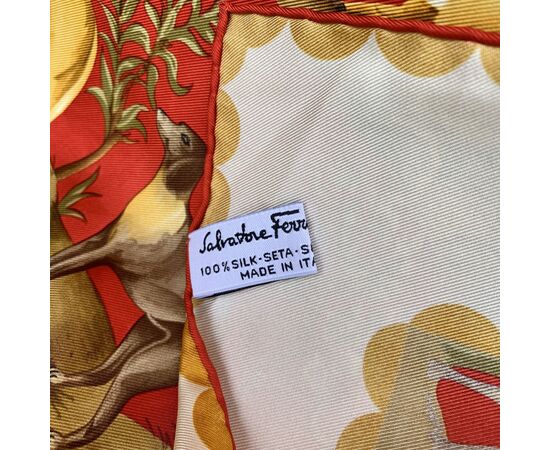 Salvatore Ferr
100% SILK-SETA-S
MADE IN ITA